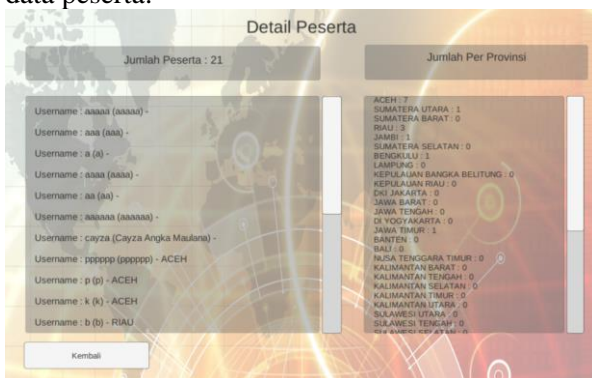 data peserta.
Detail Peserta
Jumlah Peserta : 21
Username : aaaaa (aaaaa) -
Username : aaa (aaa) -
Username : a (a) -
Username : aaaa (aaaa) -
Username : aa (aa) -
Username : aaaaaa (aaaaaa) -
Username : cayza (Cayza Angka Maulana) -
Username : pppppp (pppppp) - ACEH
Username : p (p) - ACEH
Username : k (k) - ACEH
Username : b (b) - RIAU
Kembali
Jumlah Per Provinsi
ACEH : 7
SUMATERA UTARA : 1
SUMATERA BARAT : 0
RIAU : 3
JAMBI : 1
SUMATERA SELATAN : 0
BENGKULU : 1
LAMPUNG : 0
KEPULAUAN BANGKA BELITUNG : 0
KEPULAUAN RIAU : 0
DKI JAKARTA : 0
JAWA BARAT : 0
JAWA TENGAH : 0
DI YOGYAKARTA : 0
JAWA TIMUR : 1
BANTEN : 0
BALI : 0
NUSA TENGGARA TIMUR : 0
KALIMANTAN BARAT : 0
KALIMANTAN TENGAH : 0
KALIMANTAN SELATAN : 0
KALIMANTAN TIMUR : 0
KALIMANTAN UTARA : 0
SULAWESI UTARA : 0
SULAWESI TENGAH : 0
SULAWESI SELATAN : 0